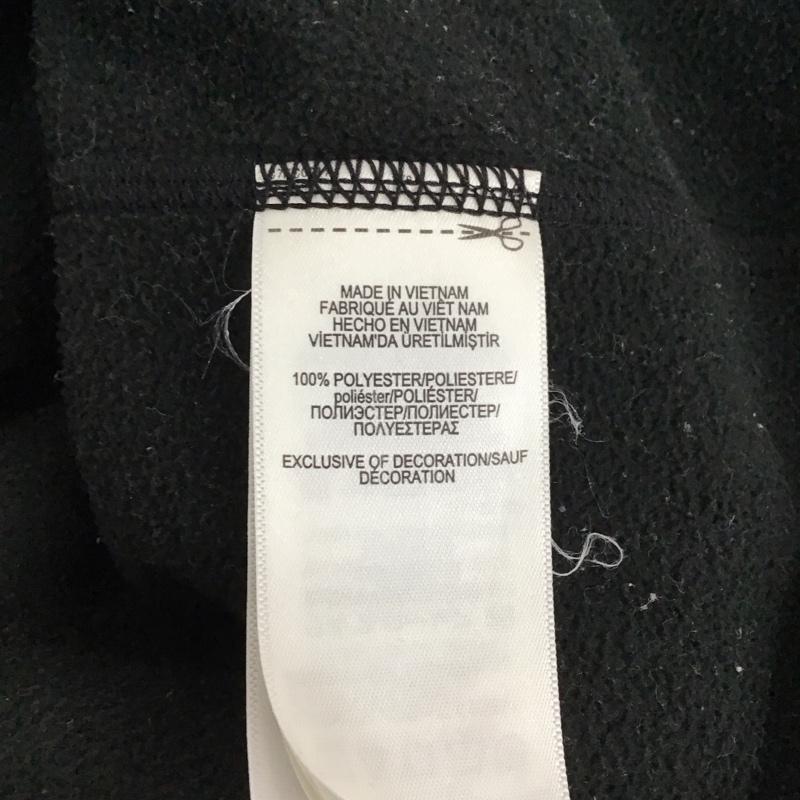 MADE IN VIETNAM
FABRIQUÉ AU VIÊT NAM
HECHO EN VIETNAM
VİETNAM'DA ÜRETİLMİŞTİR
100% POLYESTER/POLIESTERE/
poliéster/POLIÉSTER/
ПОЛИЭСТЕР/ПОЛИЕСТЕР/
ΠΟΛΥΕΣΤΕΡΑΣ
EXCLUSIVE OF DECORATION/SAUF
DÉCORATION